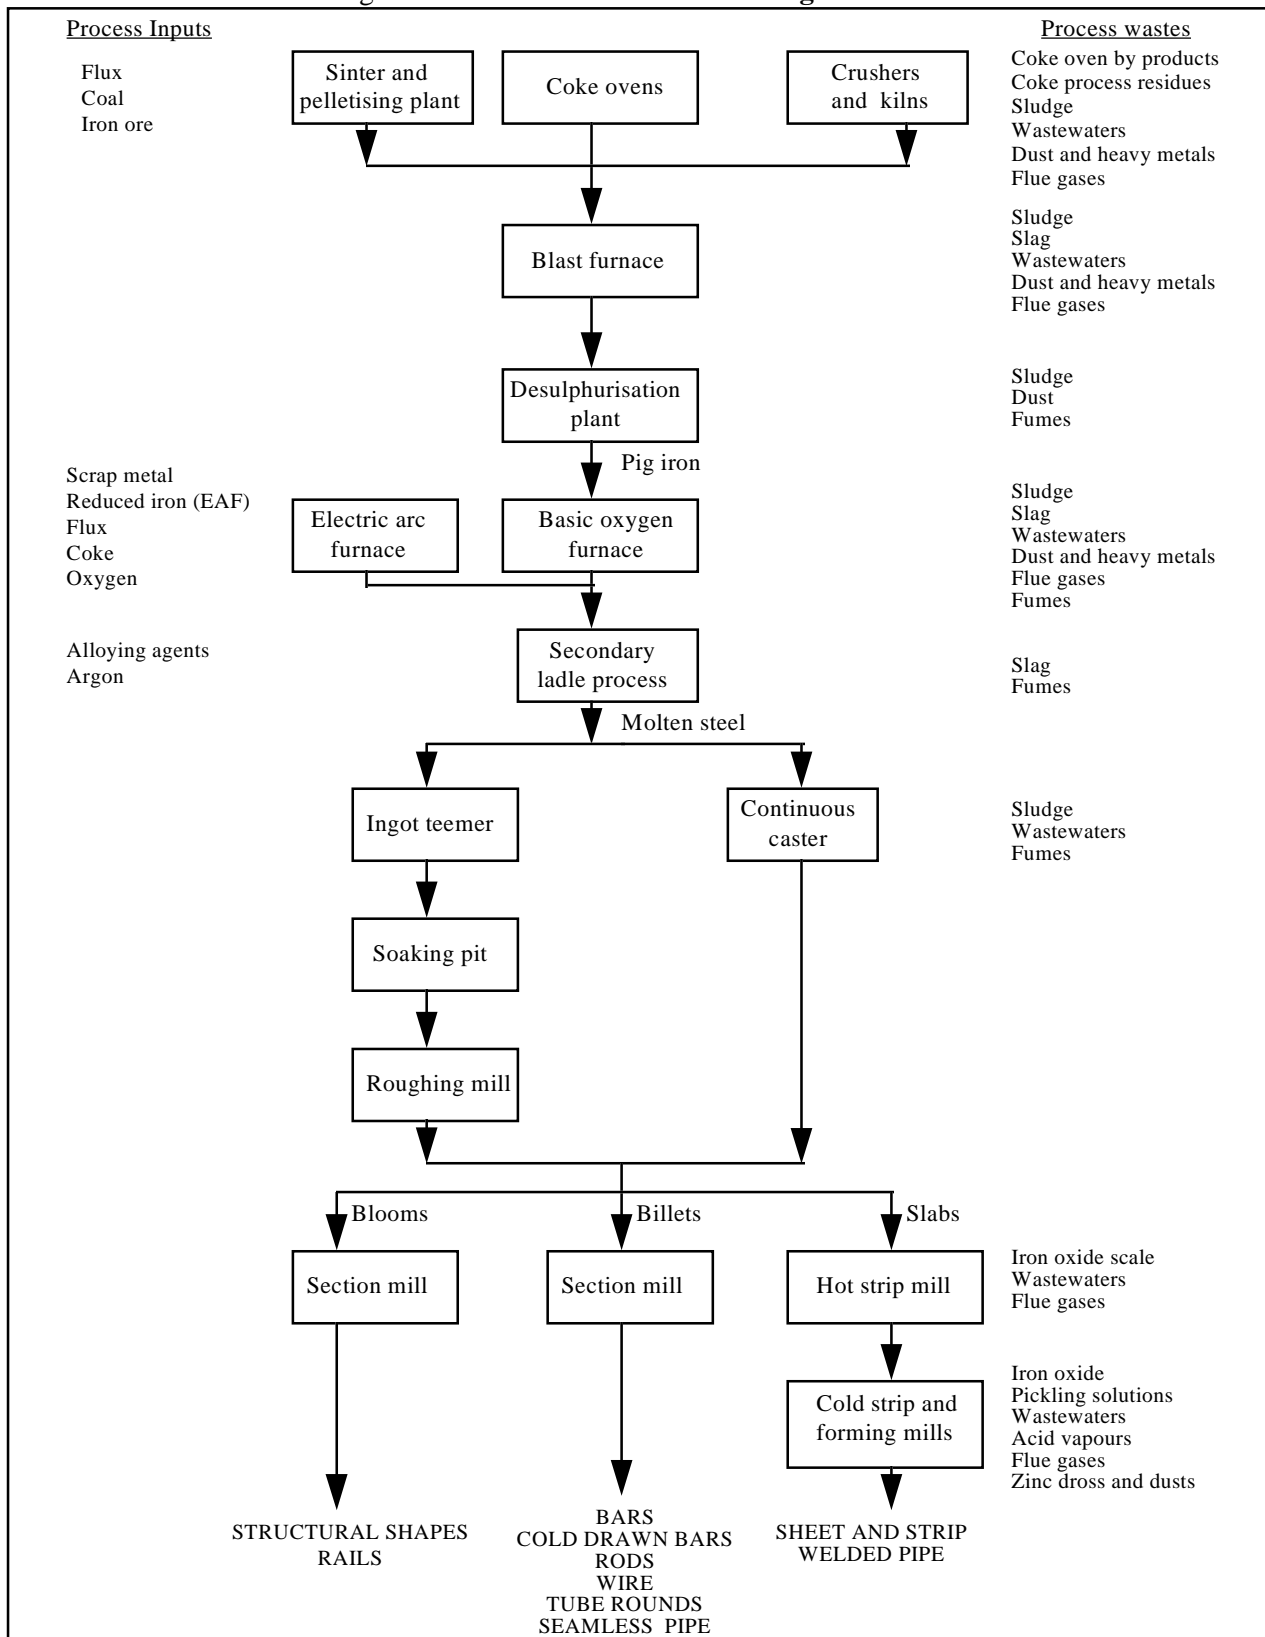 Process Inputs
Process wastes
Flux
Coal
Iron ore
Sinter and
pelletising plant
Coke ovens
Crushers
and kilns
Coke oven by products
Coke process residues
Sludge
Wastewaters
Dust and heavy metals
Flue gases
Blast furnace
Sludge
Slag
Wastewaters
Dust and heavy metals
Flue gases
Desulphurisation
plant
Sludge
Dust
Fumes
Pig iron
Scrap metal
Reduced iron (EAF)
Flux
Coke
Oxygen
Electric arc
furnace
Basic oxygen
furnace
Sludge
Slag
Wastewaters
Dust and heavy metals
Flue gases
Fumes
Alloying agents
Argon
Secondary
ladle process
Slag
Fumes
Molten steel
Ingot teemer
Continuous
caster
Sludge
Wastewaters
Fumes
Soaking pit
Roughing mill
Blooms
Billets
Slabs
Section mill
Section mill
Hot strip mill
Iron oxide scale
Wastewaters
Flue gases
Cold strip and
forming mills
Iron oxide
Pickling solutions
Wastewaters
Acid vapours
Flue gases
Zinc dross and dusts
STRUCTURAL SHAPES
RAILS
BARS
COLD DRAWN BARS
RODS
WIRE
TUBE ROUNDS
SEAMLESS PIPE
SHEET AND STRIP
WELDED PIPE